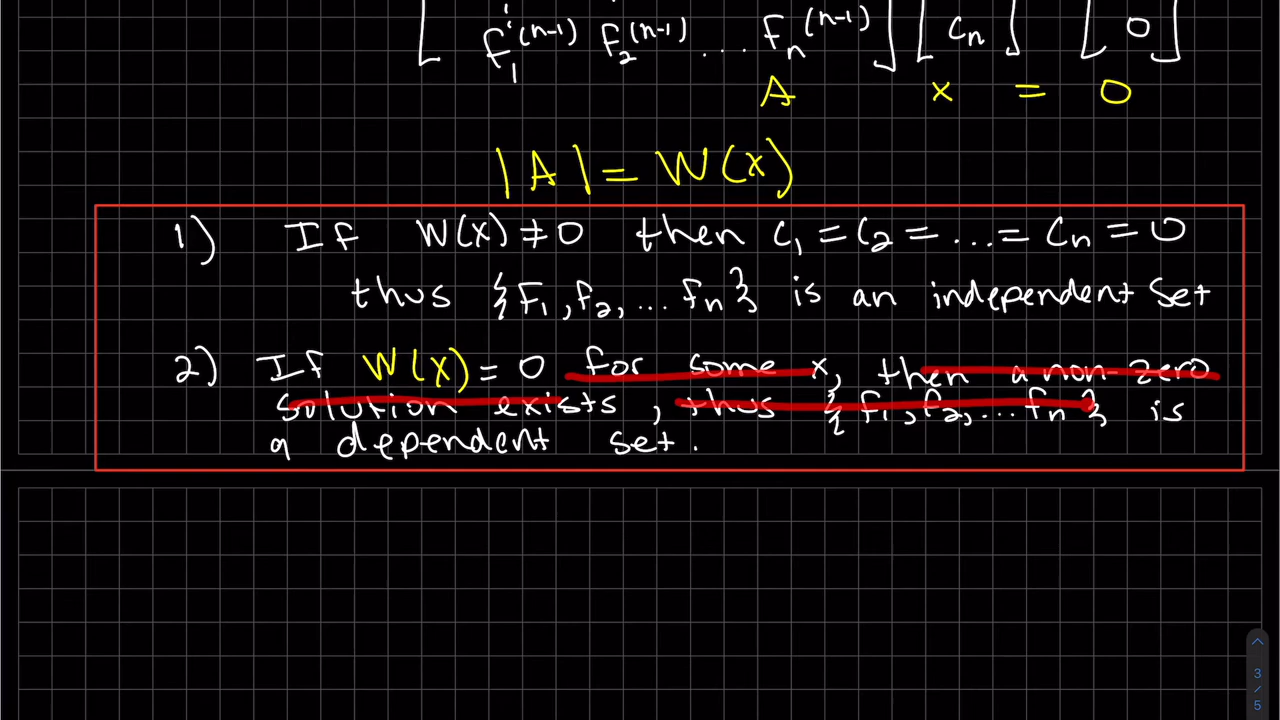 f₁⁽ⁿ⁻¹⁾ f₂⁽ⁿ⁻¹⁾ ... fₙ⁽ⁿ⁻¹⁾ cₙ 0
A x = 0
|A| = W(x)
1) If W(x) ≠ 0 then c₁ = c₂ = ... = cₙ = 0
thus {f₁, f₂, ... fₙ} is an independent set
2) If W(x) = 0 for some x, then a non-zero
solution exists, thus {f₁, f₂, ... fₙ} is
a dependent set.
3
/
5